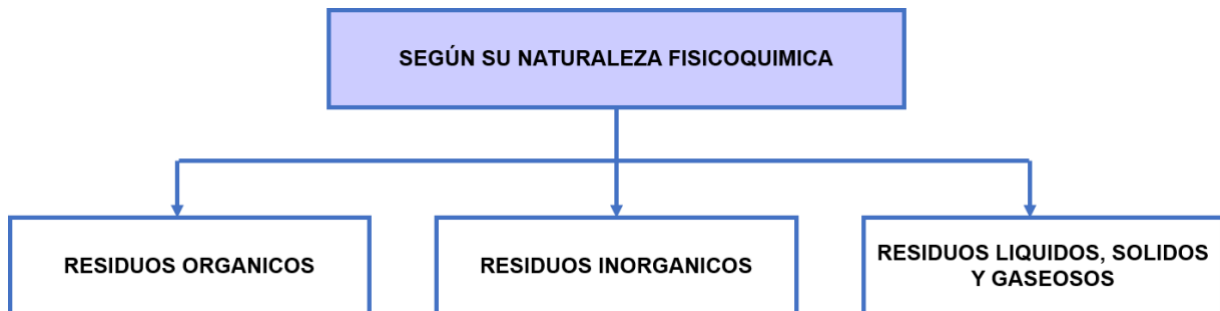 SEGÚN SU NATURALEZA FISICOQUIMICA
RESIDUOS ORGANICOS
RESIDUOS INORGANICOS
RESIDUOS LIQUIDOS, SOLIDOS
Y GASEOSOS